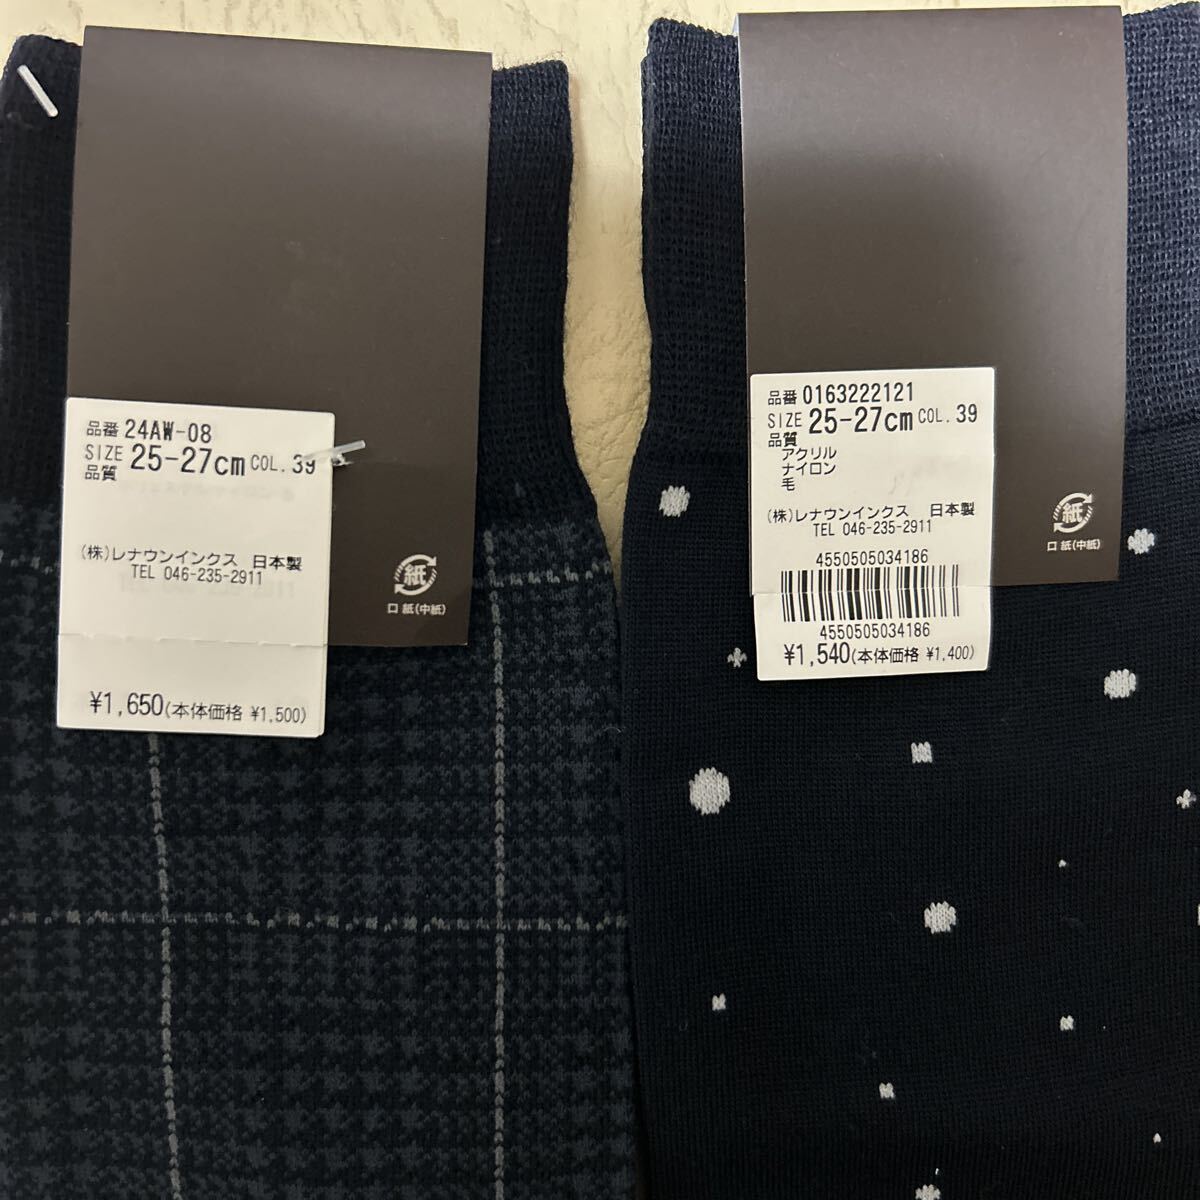 品番 24AW-08
SIZE 25-27cm COL. 39
品質
(株)レナウンインクス 日本製
TEL 046-235-2911
¥1,650(本体価格 ¥1,500)
紙
口 紙(中紙)
品番 0163222121
SIZE 25-27cm COL. 39
品質
アクリル
ナイロン
毛
(株)レナウンインクス 日本製
TEL 046-235-2911
4550505034186
4550505034186
¥1,540(本体価格 ¥1,400)
紙
口 紙(中紙)